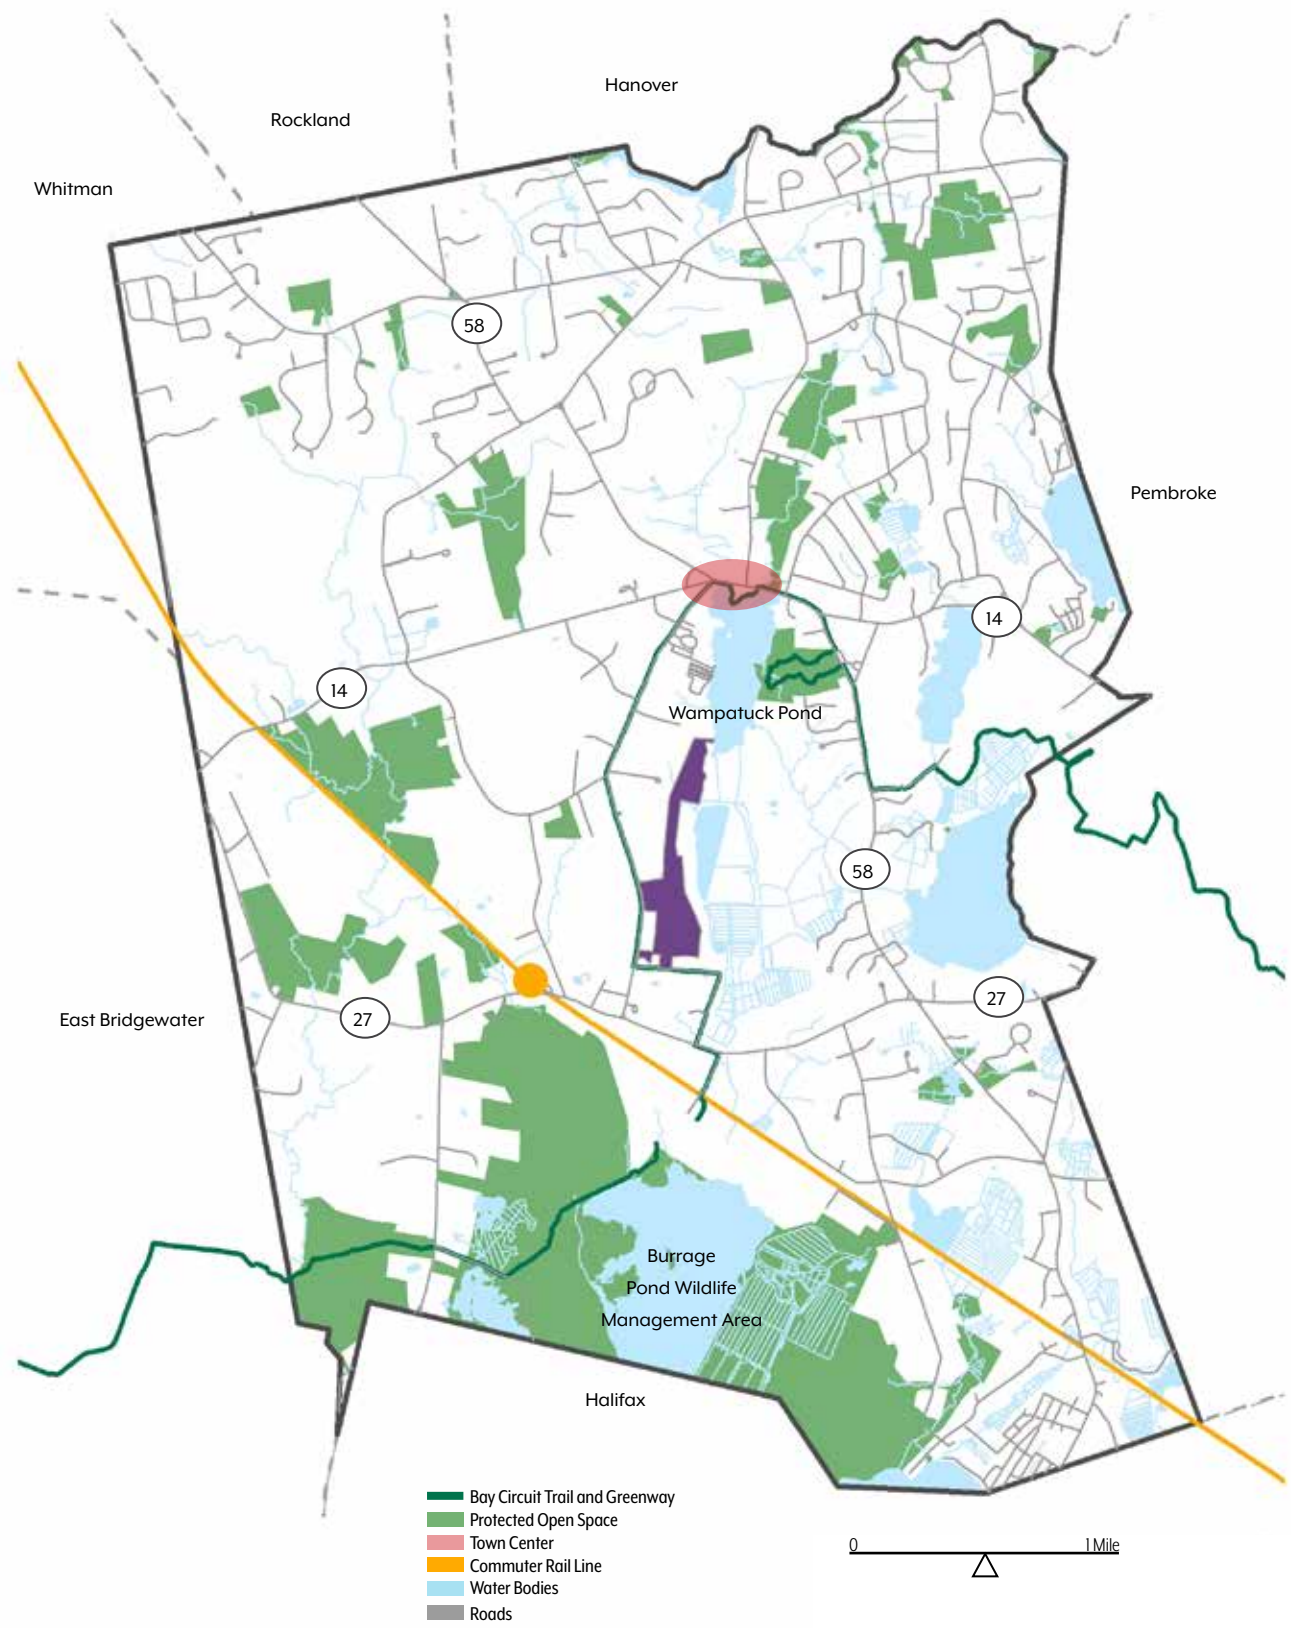 Hanover
Rockland
Whitman
58
Pembroke
14
14
Wampatuck Pond
58
27
East Bridgewater
27
Burrage
Pond Wildlife
Management Area
Halifax
Bay Circuit Trail and Greenway
Protected Open Space
Town Center
Commuter Rail Line
Water Bodies
Roads
0 1 Mile